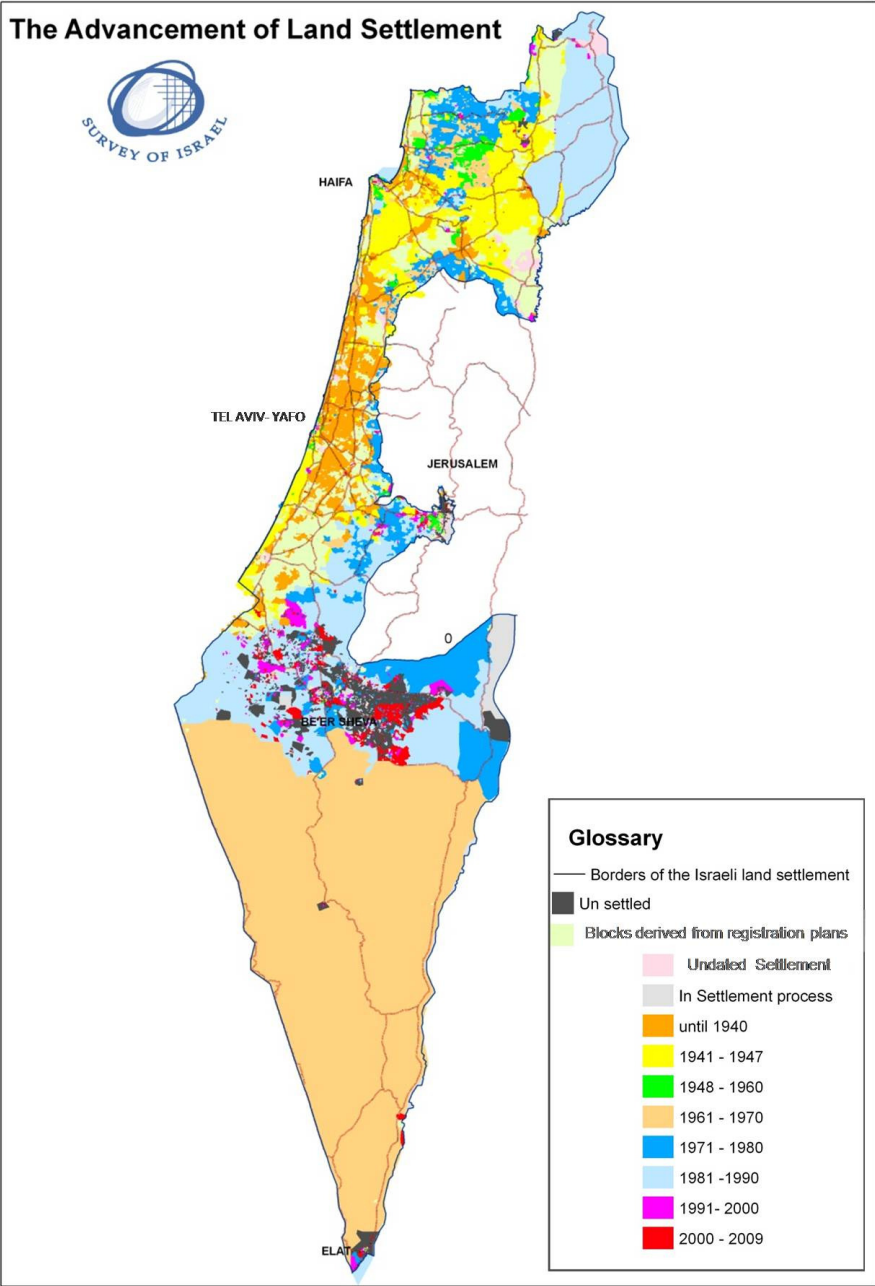 The Advancement of Land Settlement
SURVEY OF ISRAEL
HAIFA
TEL AVIV- YAFO
JERUSALEM
0
BE'ER SHEVA
ELAT
Glossary
Borders of the Israeli land settlement
Un settled
Blocks derived from registration plans
Undated Settlement
In Settlement process
until 1940
1941 - 1947
1948 - 1960
1961 - 1970
1971 - 1980
1981 -1990
1991- 2000
2000 - 2009